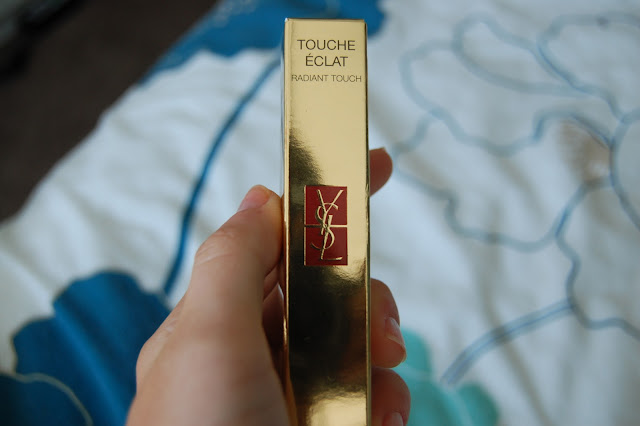 TOUCHE
ÉCLAT
RADIANT TOUCH
YSL